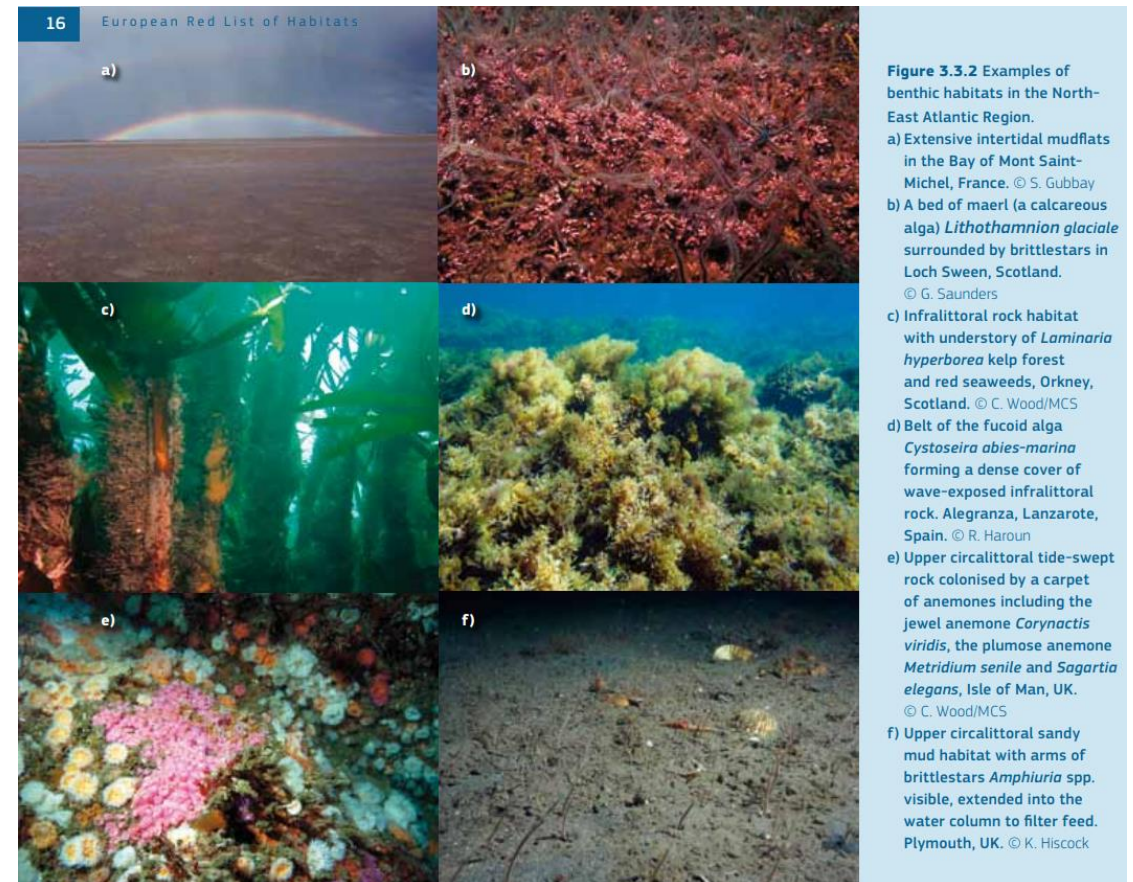 16
European Red List of Habitats
a)
b)
c)
d)
e)
f)
Figure 3.3.2 Examples of
benthic habitats in the North-
East Atlantic Region.
a) Extensive intertidal mudflats
in the Bay of Mont Saint-
Michel, France. © S. Gubbay
b) A bed of maerl (a calcareous
alga) Lithothamnion glaciale
surrounded by brittlestars in
Loch Sween, Scotland.
© G. Saunders
c) Infralittoral rock habitat
with understory of Laminaria
hyperborea kelp forest
and red seaweeds, Orkney,
Scotland. © C. Wood/MCS
d) Belt of the fucoid alga
Cystoseira abies-marina
forming a dense cover of
wave-exposed infralittoral
rock. Alegranza, Lanzarote,
Spain. © R. Haroun
e) Upper circalittoral tide-swept
rock colonised by a carpet
of anemones including the
jewel anemone Corynactis
viridis, the plumose anemone
Metridium senile and Sagartia
elegans, Isle of Man, UK.
© C. Wood/MCS
f) Upper circalittoral sandy
mud habitat with arms of
brittlestars Amphiuria spp.
visible, extended into the
water column to filter feed.
Plymouth, UK. © K. Hiscock